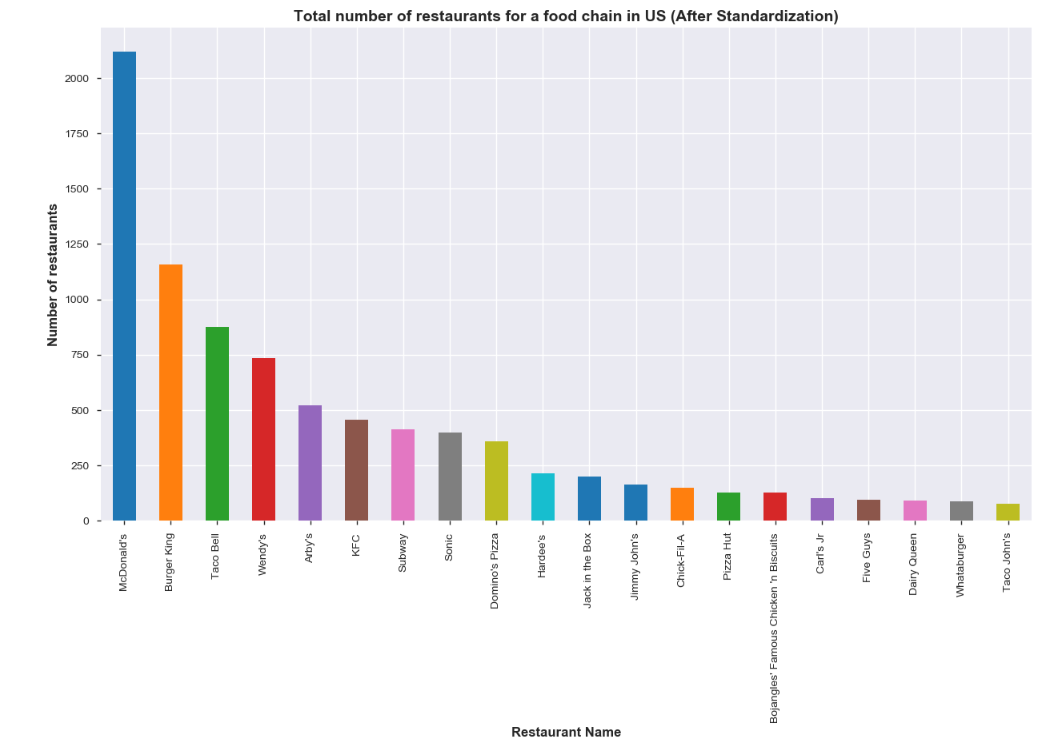 Total number of restaurants for a food chain in US (After Standardization)
Number of restaurants
2000
1750
1500
1250
1000
750
500
250
0
McDonald's
Burger King
Taco Bell
Wendy's
Arby's
KFC
Subway
Sonic
Domino's Pizza
Hardee's
Jack in the Box
Jimmy John's
Chick-Fil-A
Pizza Hut
Bojangles' Famous Chicken 'n Biscuits
Carl's Jr
Five Guys
Dairy Queen
Whataburger
Taco John's
Restaurant Name